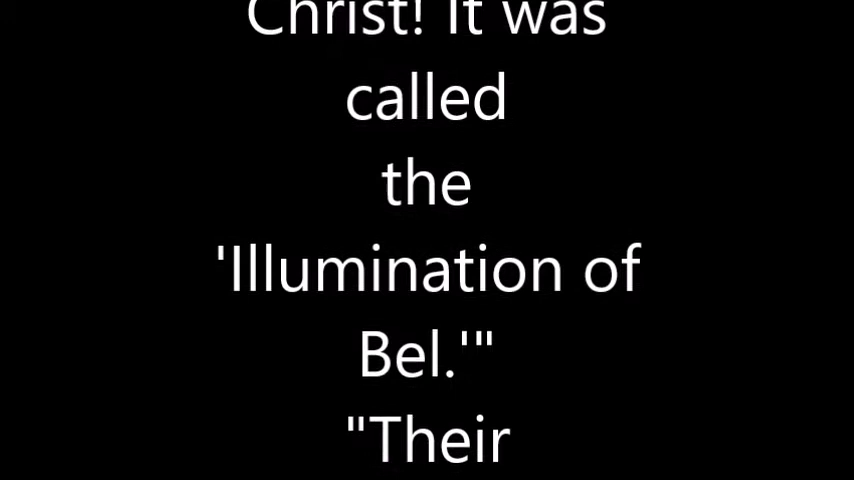 Christ! It was
called
the
'Illumination of
Bel.'"
"Their